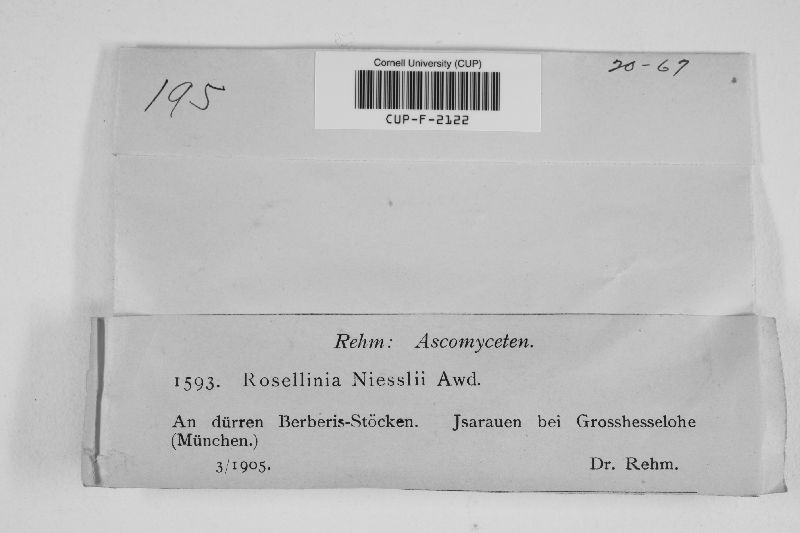 Cornell University (CUP)
CUP-F-2122
195
20-67
Rehm: Ascomyceten.
1593. Rosellinia Niesslii Awd.
An dürren Berberis-Stöcken. Jsarauen bei Grosshesselohe
(München.)
3/1905. Dr. Rehm.